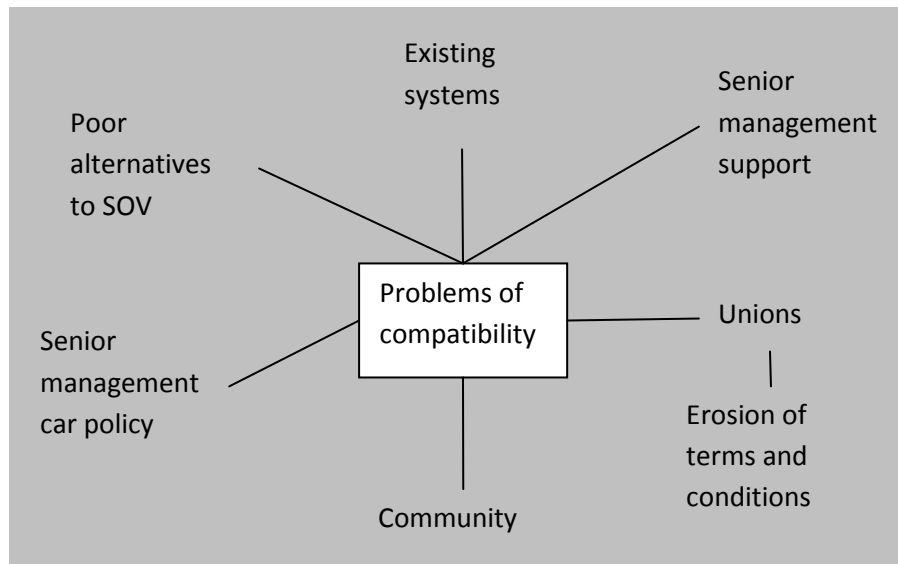 Existing
systems
Senior
management
support
Poor
alternatives
to SOV
Problems of
compatibility
Unions
Senior
management
car policy
Erosion of
terms and
conditions
Community